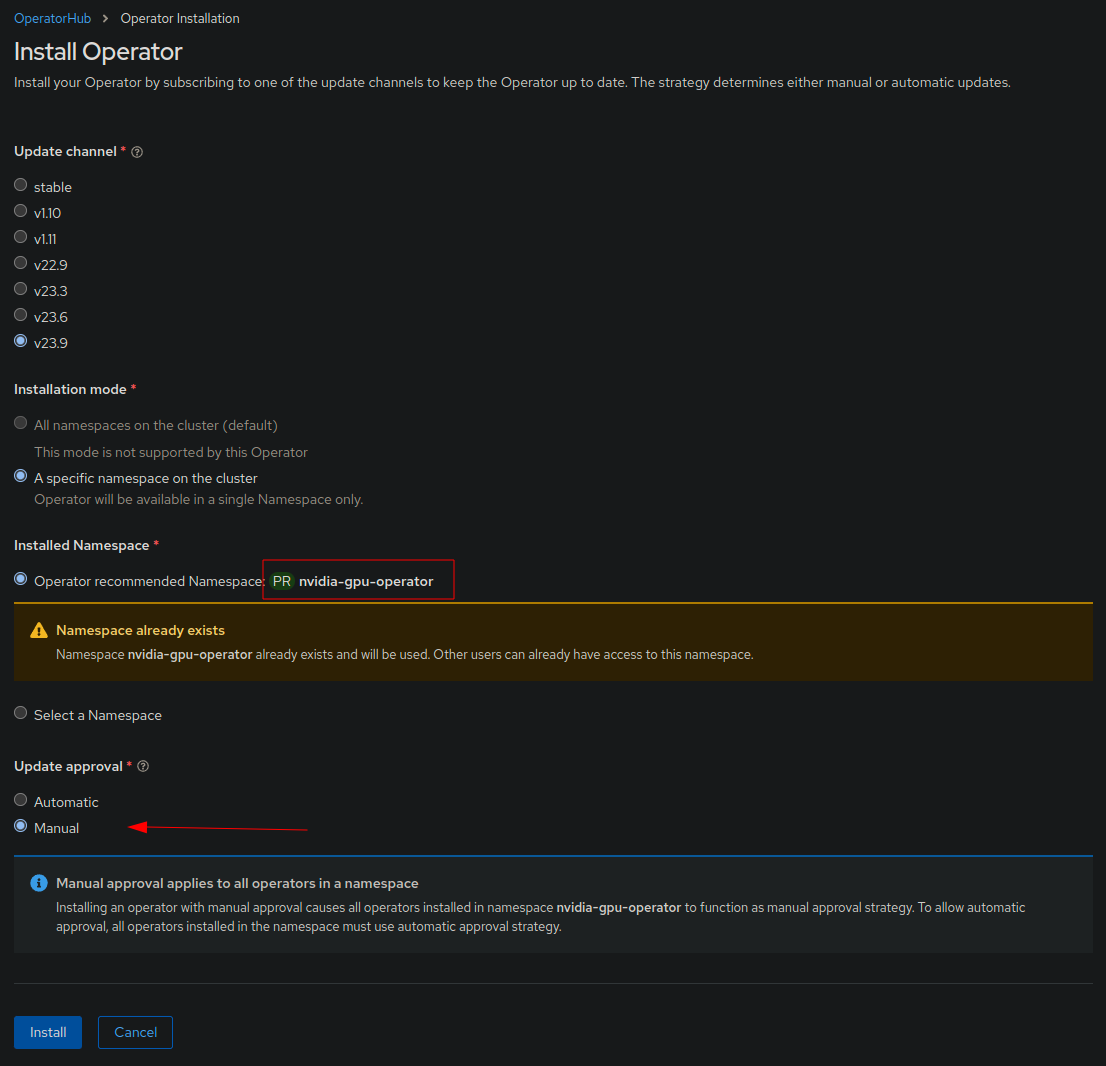 OperatorHub > Operator Installation
Install Operator
Install your Operator by subscribing to one of the update channels to keep the Operator up to date. The strategy determines either manual or automatic updates.
Update channel *
stable
v1.10
v1.11
v22.9
v23.3
v23.6
v23.9
Installation mode *
All namespaces on the cluster (default)
This mode is not supported by this Operator
A specific namespace on the cluster
Operator will be available in a single Namespace only.
Installed Namespace *
Operator recommended Namespace: PR nvidia-gpu-operator
Namespace already exists
Namespace nvidia-gpu-operator already exists and will be used. Other users can already have access to this namespace.
Select a Namespace
Update approval *
Automatic
Manual
Manual approval applies to all operators in a namespace
Installing an operator with manual approval causes all operators installed in namespace nvidia-gpu-operator to function as manual approval strategy. To allow automatic
approval, all operators installed in the namespace must use automatic approval strategy.
Install Cancel